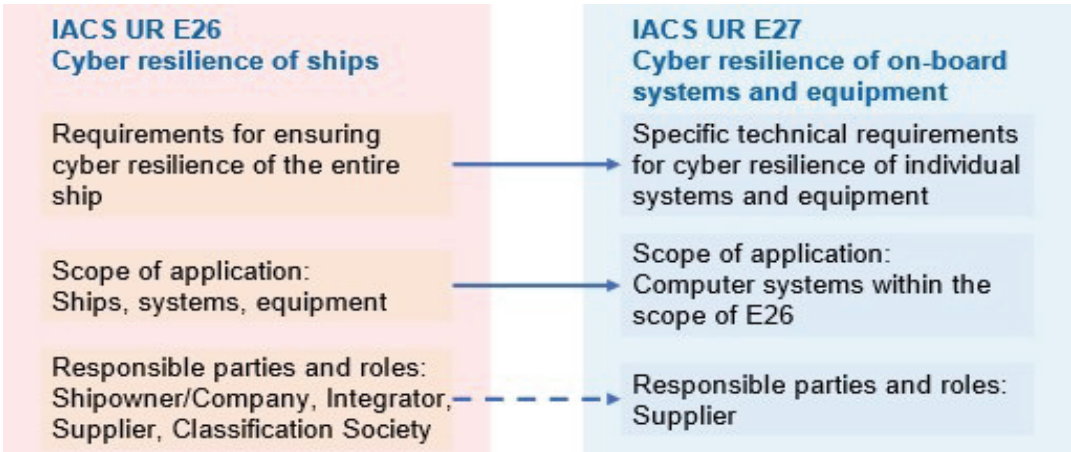 IACS UR E26
Cyber resilience of ships
Requirements for ensuring
cyber resilience of the entire
ship
Scope of application:
Ships, systems, equipment
Responsible parties and roles:
Shipowner/Company, Integrator,
Supplier, Classification Society
IACS UR E27
Cyber resilience of on-board
systems and equipment
Specific technical requirements
for cyber resilience of individual
systems and equipment
Scope of application:
Computer systems within the
scope of E26
Responsible parties and roles:
Supplier